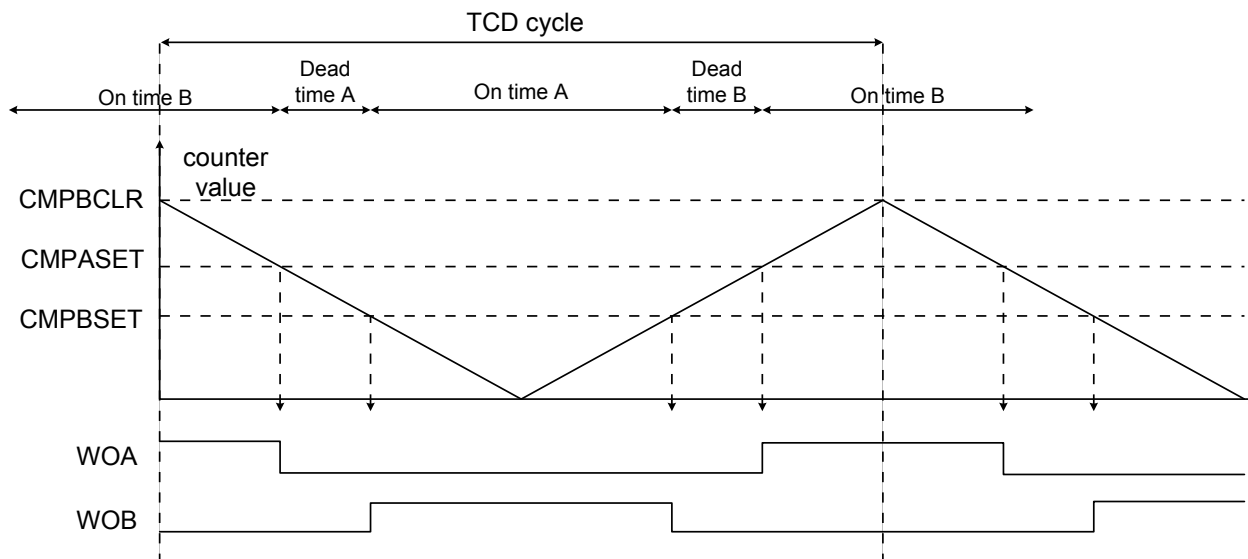 TCD cycle
On time B
Dead
time A
On time A
Dead
time B
On time B
counter
value
CMPBCLR
CMPASET
CMPBSET
WOA
WOB